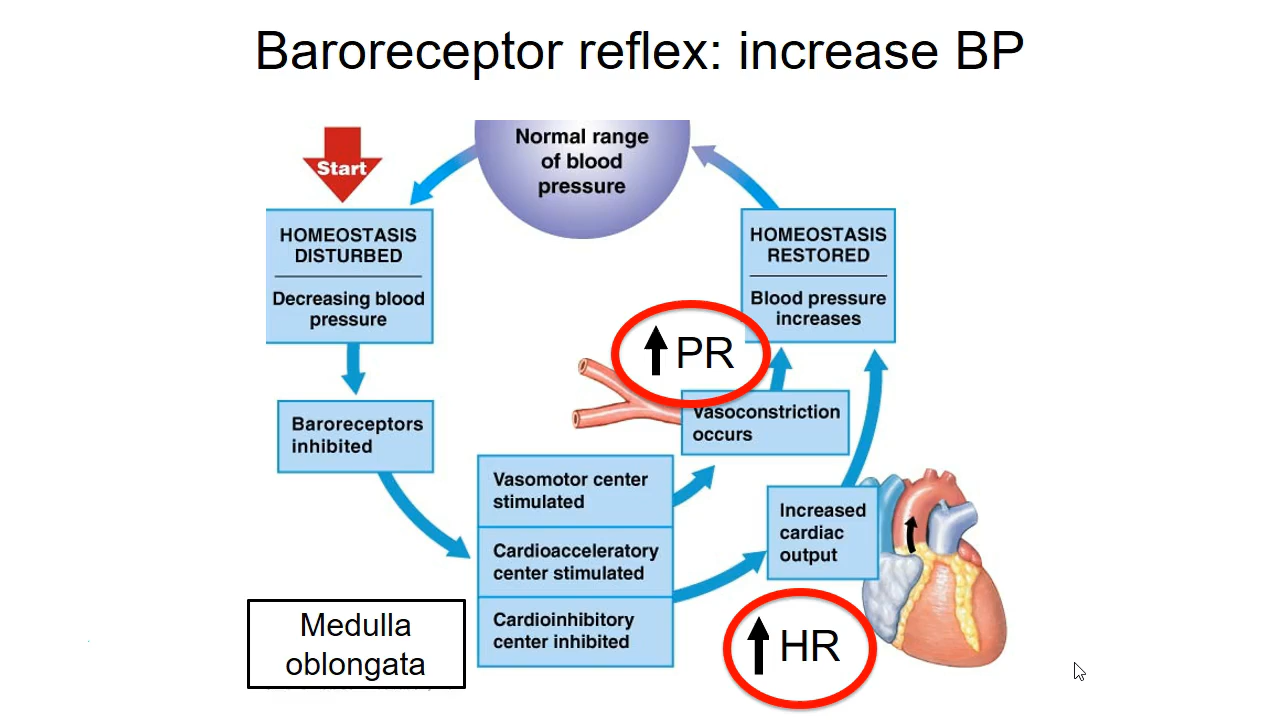 Baroreceptor reflex: increase BP
Normal range
of blood
pressure
Start
HOMEOSTASIS
DISTURBED
Decreasing blood
pressure
HOMEOSTASIS
RESTORED
Blood pressure
increases
PR
Vasoconstriction
occurs
Baroreceptors
inhibited
Vasomotor center
stimulated
Cardioacceleratory
center stimulated
Cardioinhibitory
center inhibited
Increased
cardiac
output
Medulla
oblongata
HR